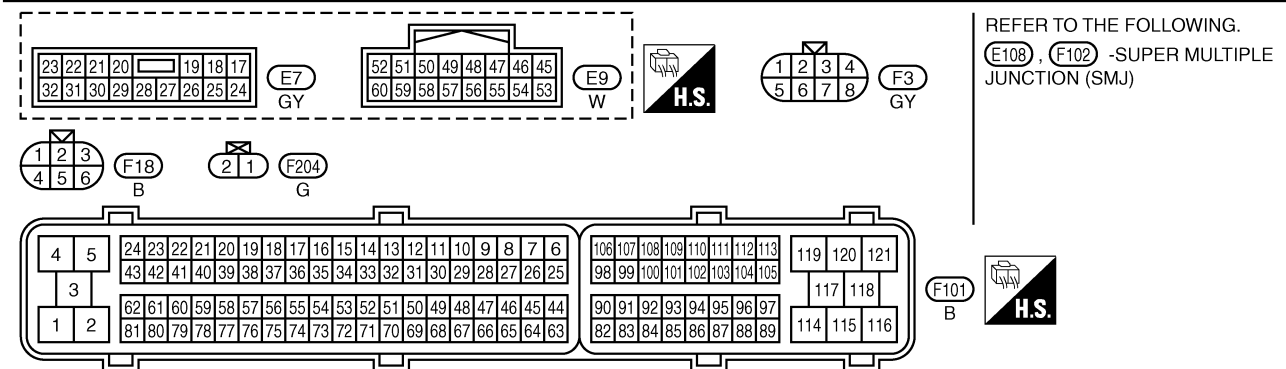 23 22 21 20 19 18 17
32 31 30 29 28 27 26 25 24
E7
GY
52 51 50 49 48 47 46 45
60 59 58 57 56 55 54 53
E9
W
H.S.
1 2 3 4
5 6 7 8
F3
GY
REFER TO THE FOLLOWING.
E108 , F102 -SUPER MULTIPLE
JUNCTION (SMJ)
1 2 3
4 5 6
F18
B
2 1
F204
G
4 5
3
1 2
24 23 22 21 20 19 18 17 16 15 14 13 12 11 10 9 8 7 6
43 42 41 40 39 38 37 36 35 34 33 32 31 30 29 28 27 26 25
62 61 60 59 58 57 56 55 54 53 52 51 50 49 48 47 46 45 44
81 80 79 78 77 76 75 74 73 72 71 70 69 68 67 66 65 64 63
106 107 108 109 110 111 112 113
98 99 100 101 102 103 104 105
90 91 92 93 94 95 96 97
82 83 84 85 86 87 88 89
119 120 121
117 118
114 115 116
F101
B
H.S.